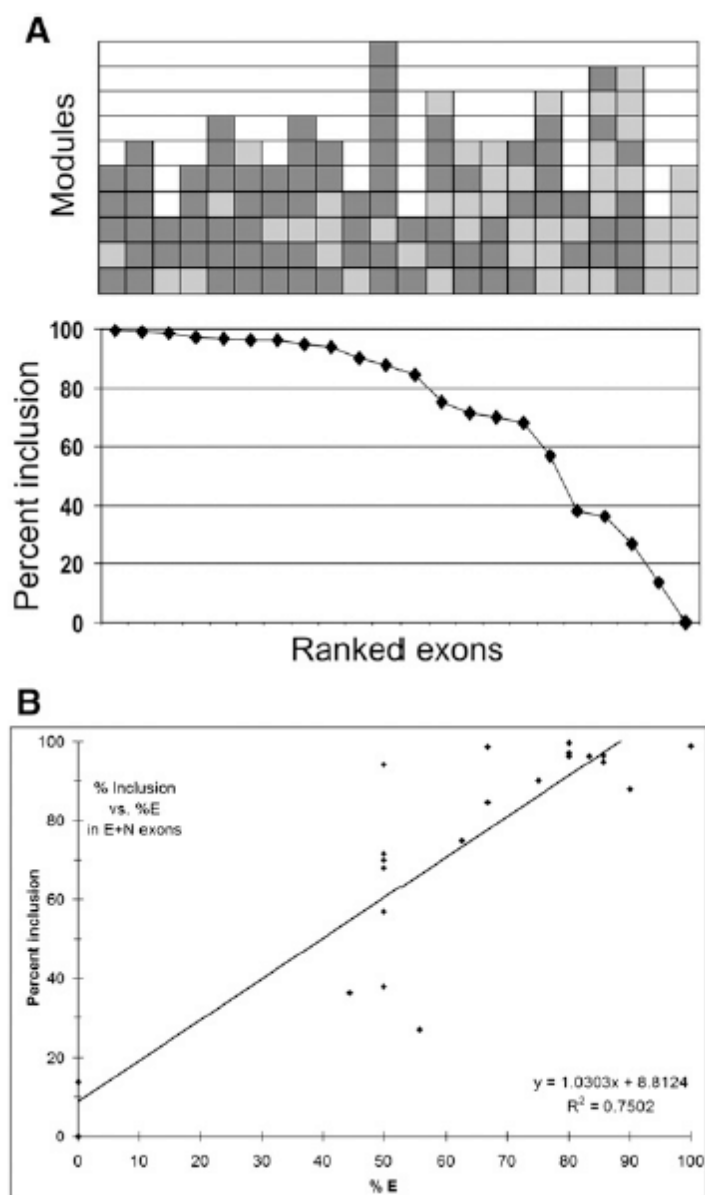 A
Modules
100
80
60
40
20
0
Percent inclusion
Ranked exons
B
100
80
60
40
20
0
Percent inclusion
% Inclusion
vs. %E
in E+N exons
y = 1.0303x + 8.8124
R² = 0.7502
0 10 20 30 40 50 60 70 80 90 100
% E